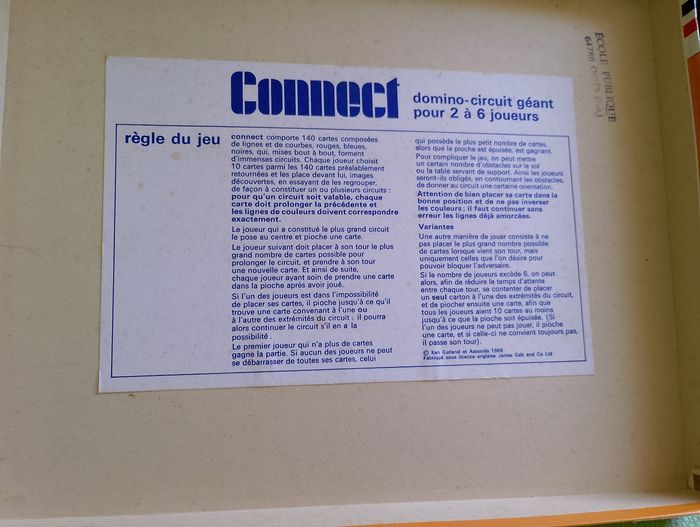 Connect
domino-circuit géant
pour 2 à 6 joueurs
règle du jeu
connect comporte 140 cartes composées
de lignes et de courbes, rouges, bleues,
noires, qui, mises bout à bout, forment
d'immenses circuits. Chaque joueur choisit
10 cartes parmi les 140 cartes préalablement
retournées et les place devant lui, images
découvertes, en essayant de les regrouper,
de façon à constituer un ou plusieurs circuits :
pour qu'un circuit soit valable, chaque
carte doit prolonger la précédente et
les lignes de couleurs doivent correspondre
exactement.
Le joueur qui a constitué le plus grand circuit
le pose au centre et pioche une carte.
Le joueur suivant doit placer à son tour le plus
grand nombre de cartes possible pour
prolonger le circuit, et prendre à son tour
une nouvelle carte. Et ainsi de suite,
chaque joueur ayant soin de prendre une carte
dans la pioche après avoir joué.
Si l'un des joueurs est dans l'impossibilité
de placer ses cartes, il pioche jusqu'à ce qu'il
trouve une carte convenant à l'une ou
à l'autre des extrémités du circuit : il pourra
alors continuer le circuit s'il en a la
possibilité.
Le premier joueur qui n'a plus de cartes
gagne la partie. Si aucun des joueurs ne peut
se débarrasser de toutes ses cartes, celui
qui possède le plus petit nombre de cartes,
alors que la pioche est épuisée, est gagnant.
Pour compliquer le jeu, on peut mettre
un certain nombre d'obstacles sur le sol
ou la table servant de support. Ainsi les joueurs
seront-ils obligés, en contournant les obstacles,
de donner au circuit une certaine orientation.
Attention de bien placer sa carte dans la
bonne position et de ne pas inverser
les couleurs ; il faut continuer sans
erreur les lignes déjà amorcées.
Variantes
Une autre manière de jouer consiste à ne
pas placer le plus grand nombre possible
de cartes lorsque vient son tour, mais
uniquement celles que l'on désire pour
pouvoir bloquer l'adversaire.
Si le nombre des joueurs excède 6, on peut
alors, afin de réduire le temps d'attente
entre chaque tour, se contenter de placer
un seul carton à l'une des extrémités du circuit,
et de piocher ensuite une carte, afin que
tous les joueurs aient 10 cartes au moins
jusqu'à ce que la pioche soit épuisée. (Si
l'un des joueurs ne peut pas jouer, il pioche
une carte, et si celle-ci ne convient toujours pas,
il passe son tour).
© Ken Garland et Associés 1969
Fabriqué sous licence anglaise James Galt and Co Ltd
ECOLE PUBLIQUE
64780